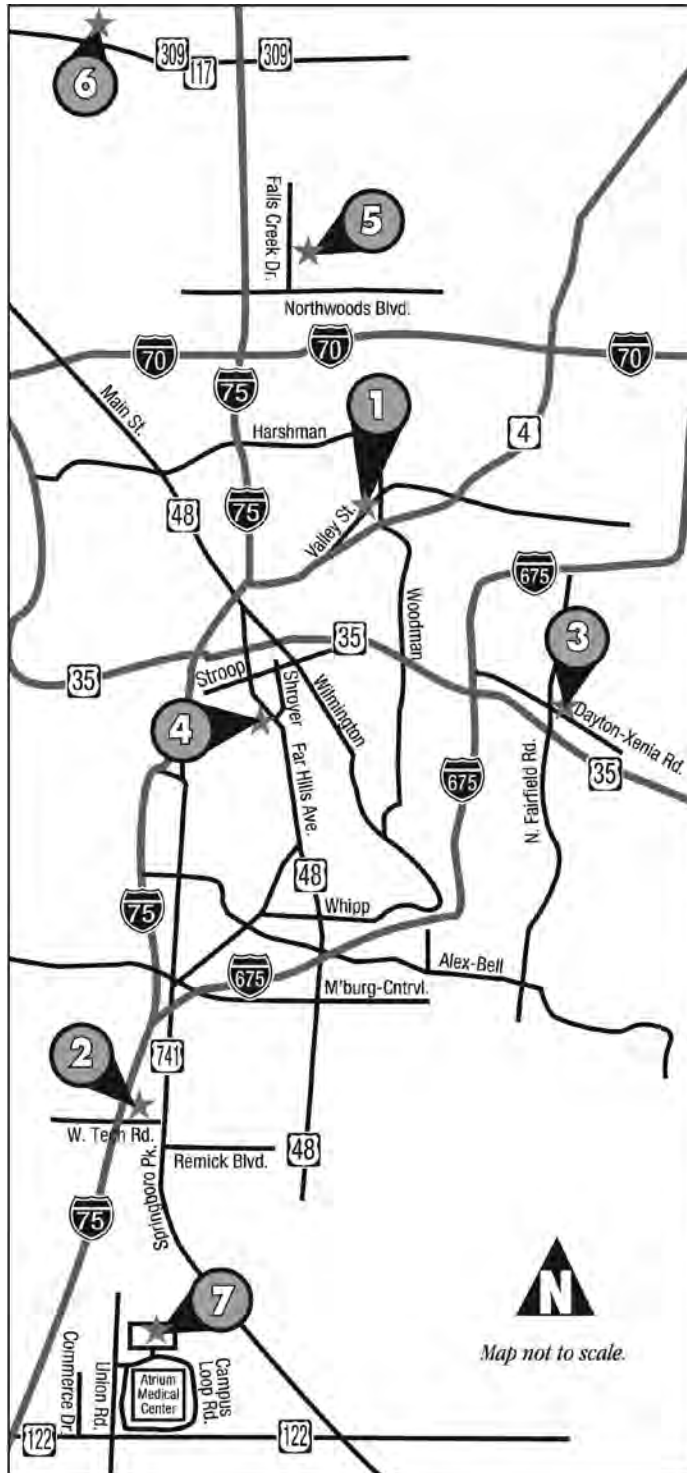 309
117
309
6
Falls Creek Dr.
5
Northwoods Blvd.
70
70
70
75
Main St.
1
Harshman
4
48
75
Valley St.
675
Woodman
3
35
35
Stroop
Shroyer
Wilmington
4
Dayton-Xenia Rd.
Far Hills Ave.
N. Fairfield Rd.
35
675
48
75
Whipp
Alex-Bell
675
M'burg-Cntrvl.
2
741
W. Tech Rd.
Remick Blvd.
48
Springboro Pk.
75
N
7
Map not to scale.
Commerce Dr.
Union Rd.
Atrium
Medical
Center
Campus
Loop Rd.
122
122